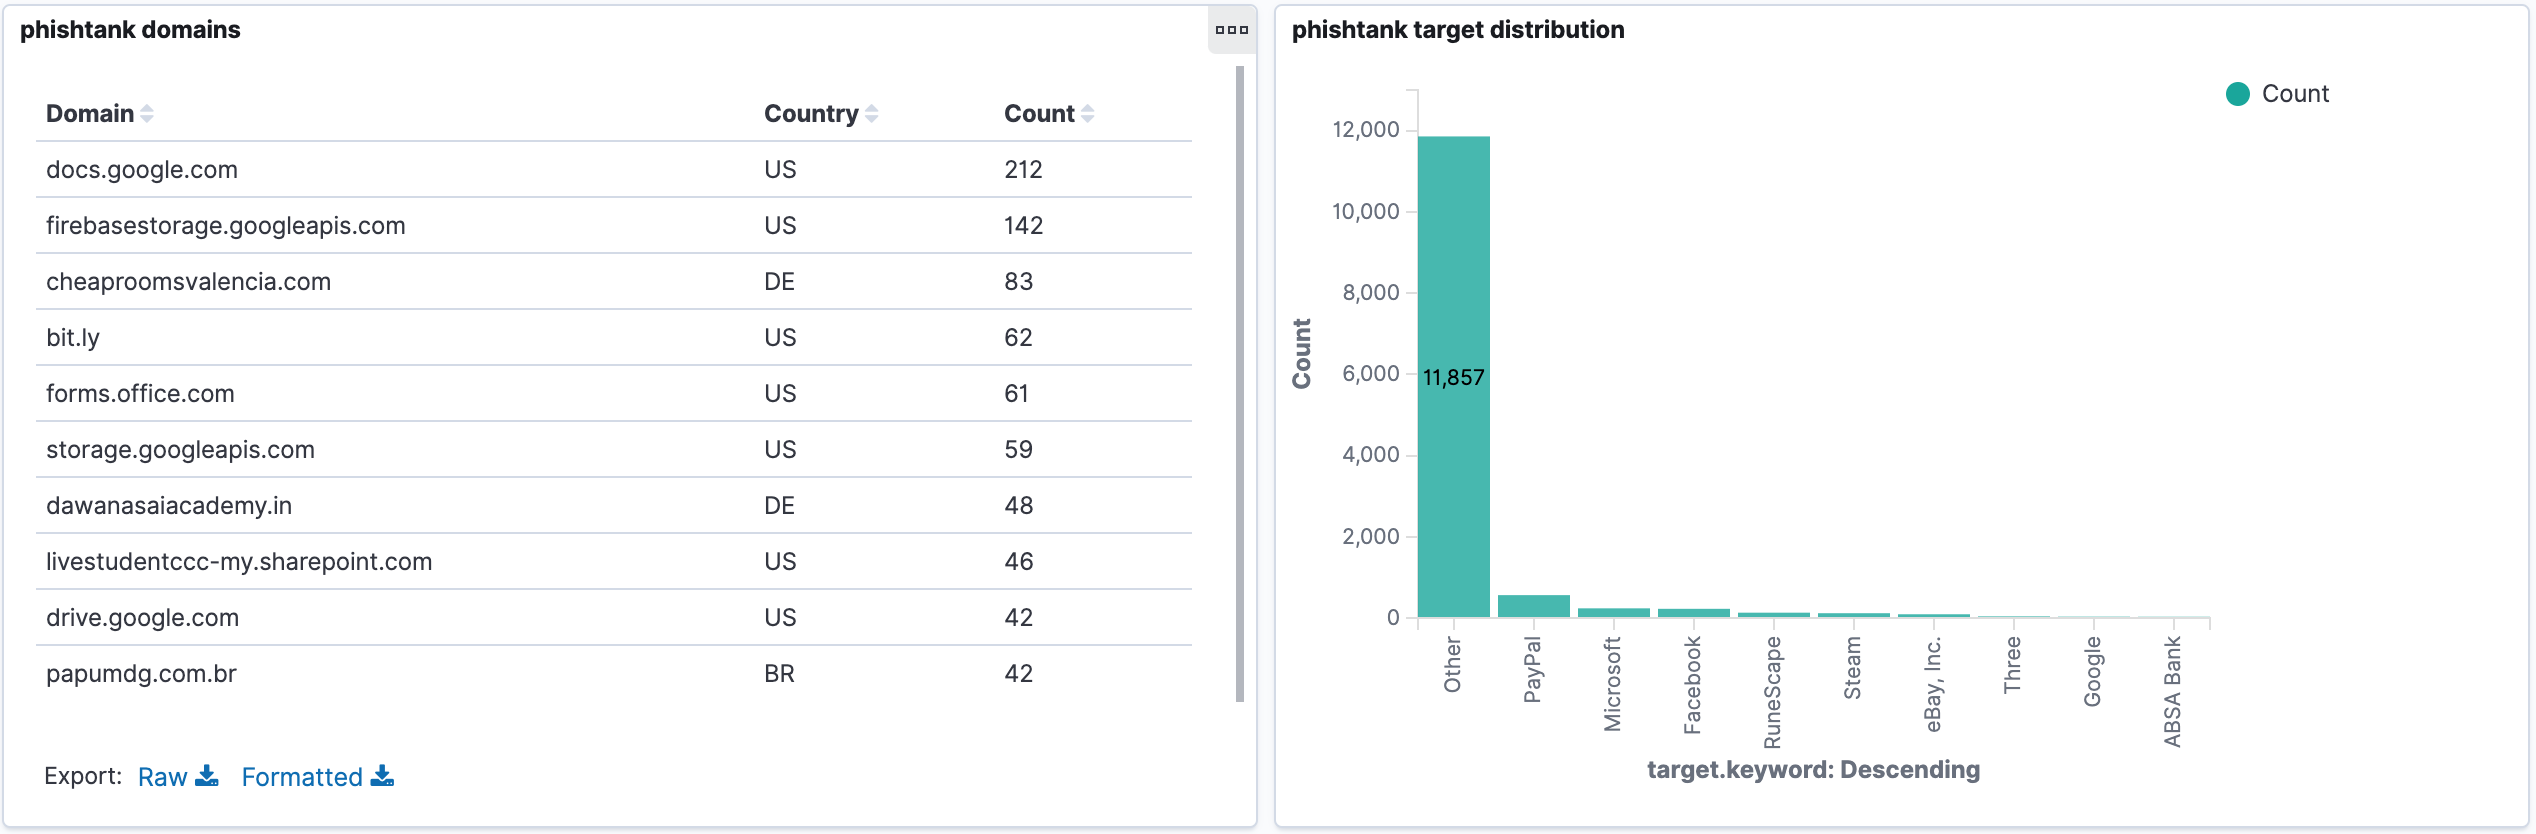 phishtank domains
Domain Country Count
docs.google.com US 212
firebasestorage.googleapis.com US 142
cheaproomsvalencia.com DE 83
bit.ly US 62
forms.office.com US 61
storage.googleapis.com US 59
dawanasaiacademy.in DE 48
livestudentccc-my.sharepoint.com US 46
drive.google.com US 42
papumdg.com.br BR 42
Export: Raw Formatted
phishtank target distribution
Count
12,000
10,000
8,000
6,000
4,000
2,000
0
Count
11,857
Other
PayPal
Microsoft
Facebook
RuneScape
Steam
eBay, Inc.
Three
Google
ABSA Bank
target.keyword: Descending